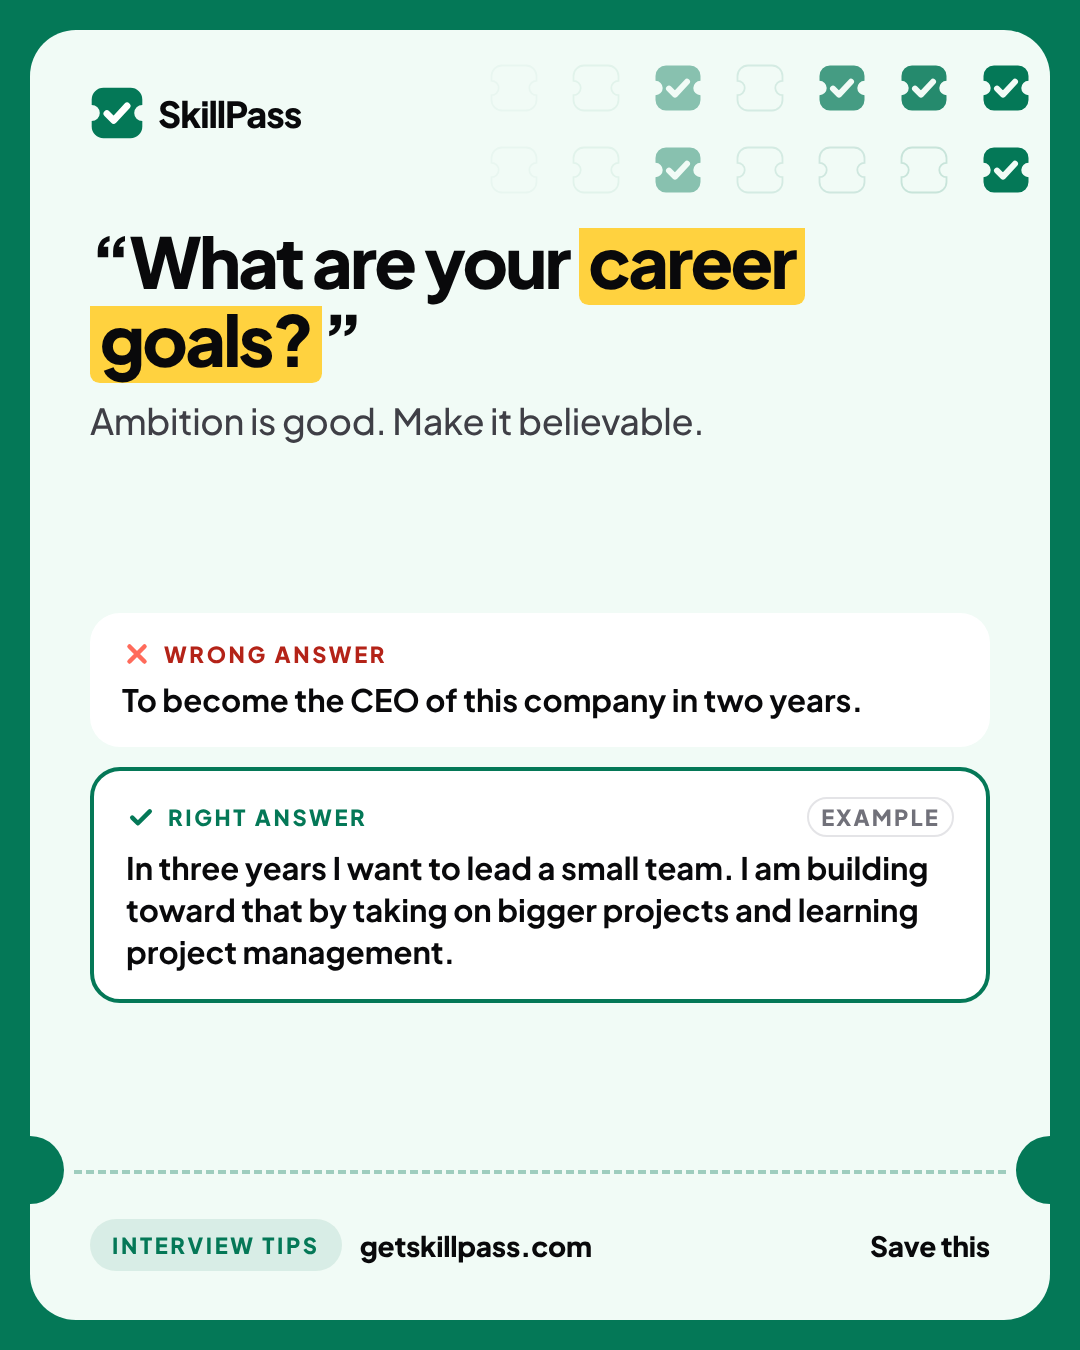 SkillPass
“What are your career
goals?”
Ambition is good. Make it believable.
WRONG ANSWER
To become the CEO of this company in two years.
RIGHT ANSWER
EXAMPLE
In three years I want to lead a small team. I am building
toward that by taking on bigger projects and learning
project management.
INTERVIEW TIPS
getskillpass.com
Save this